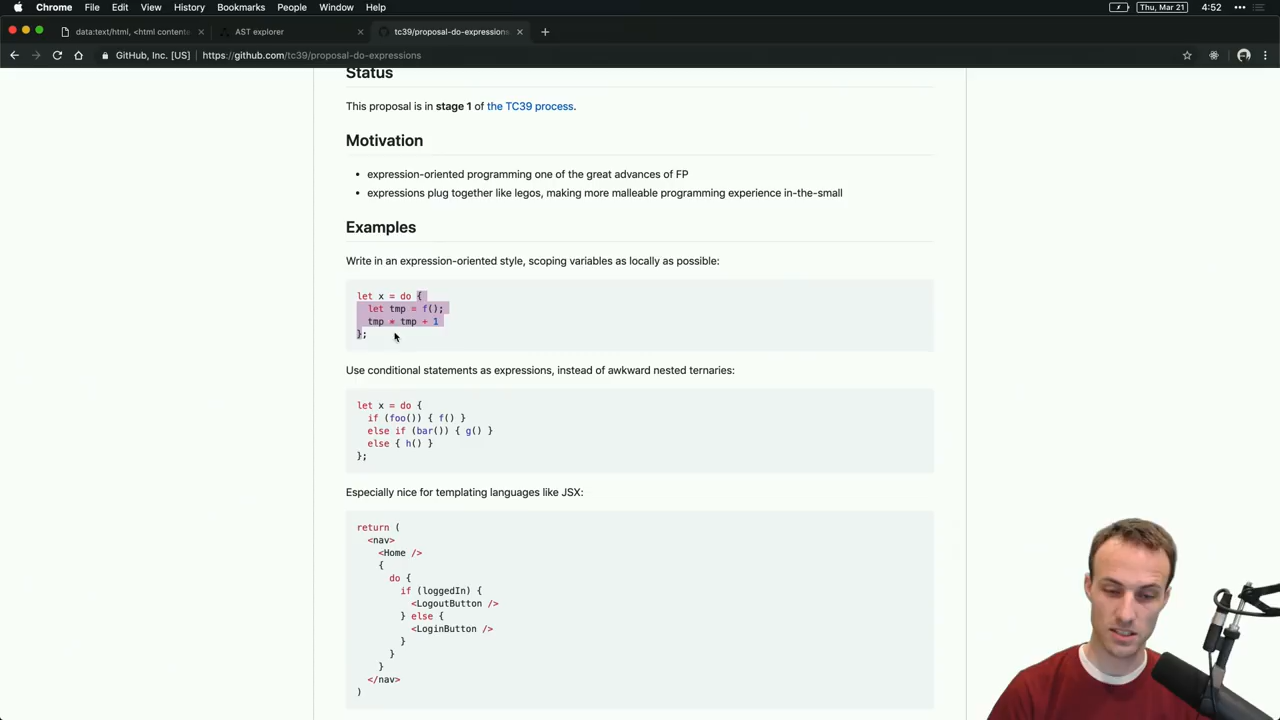 Chrome File Edit View History Bookmarks People Window Help Thu, Mar 21 4:52
data:text/html, <html conten AST explorer tc39/proposal-do-expressions
GitHub, Inc. [US] https://github.com/tc39/proposal-do-expressions
Status
This proposal is in stage 1 of the TC39 process.
Motivation
• expression-oriented programming one of the great advances of FP
• expressions plug together like legos, making more malleable programming experience in-the-small
Examples
Write in an expression-oriented style, scoping variables as locally as possible:
let x = do {
  let tmp = f();
  tmp * tmp + 1
};
Use conditional statements as expressions, instead of awkward nested ternaries:
let x = do {
  if (foo()) { f() }
  else if (bar()) { g() }
  else { h() }
};
Especially nice for templating languages like JSX:
return (
  <nav>
    <Home />
    {
      do {
        if (loggedIn) {
          <LogoutButton />
        } else {
          <LoginButton />
        }
      }
    }
  </nav>
)